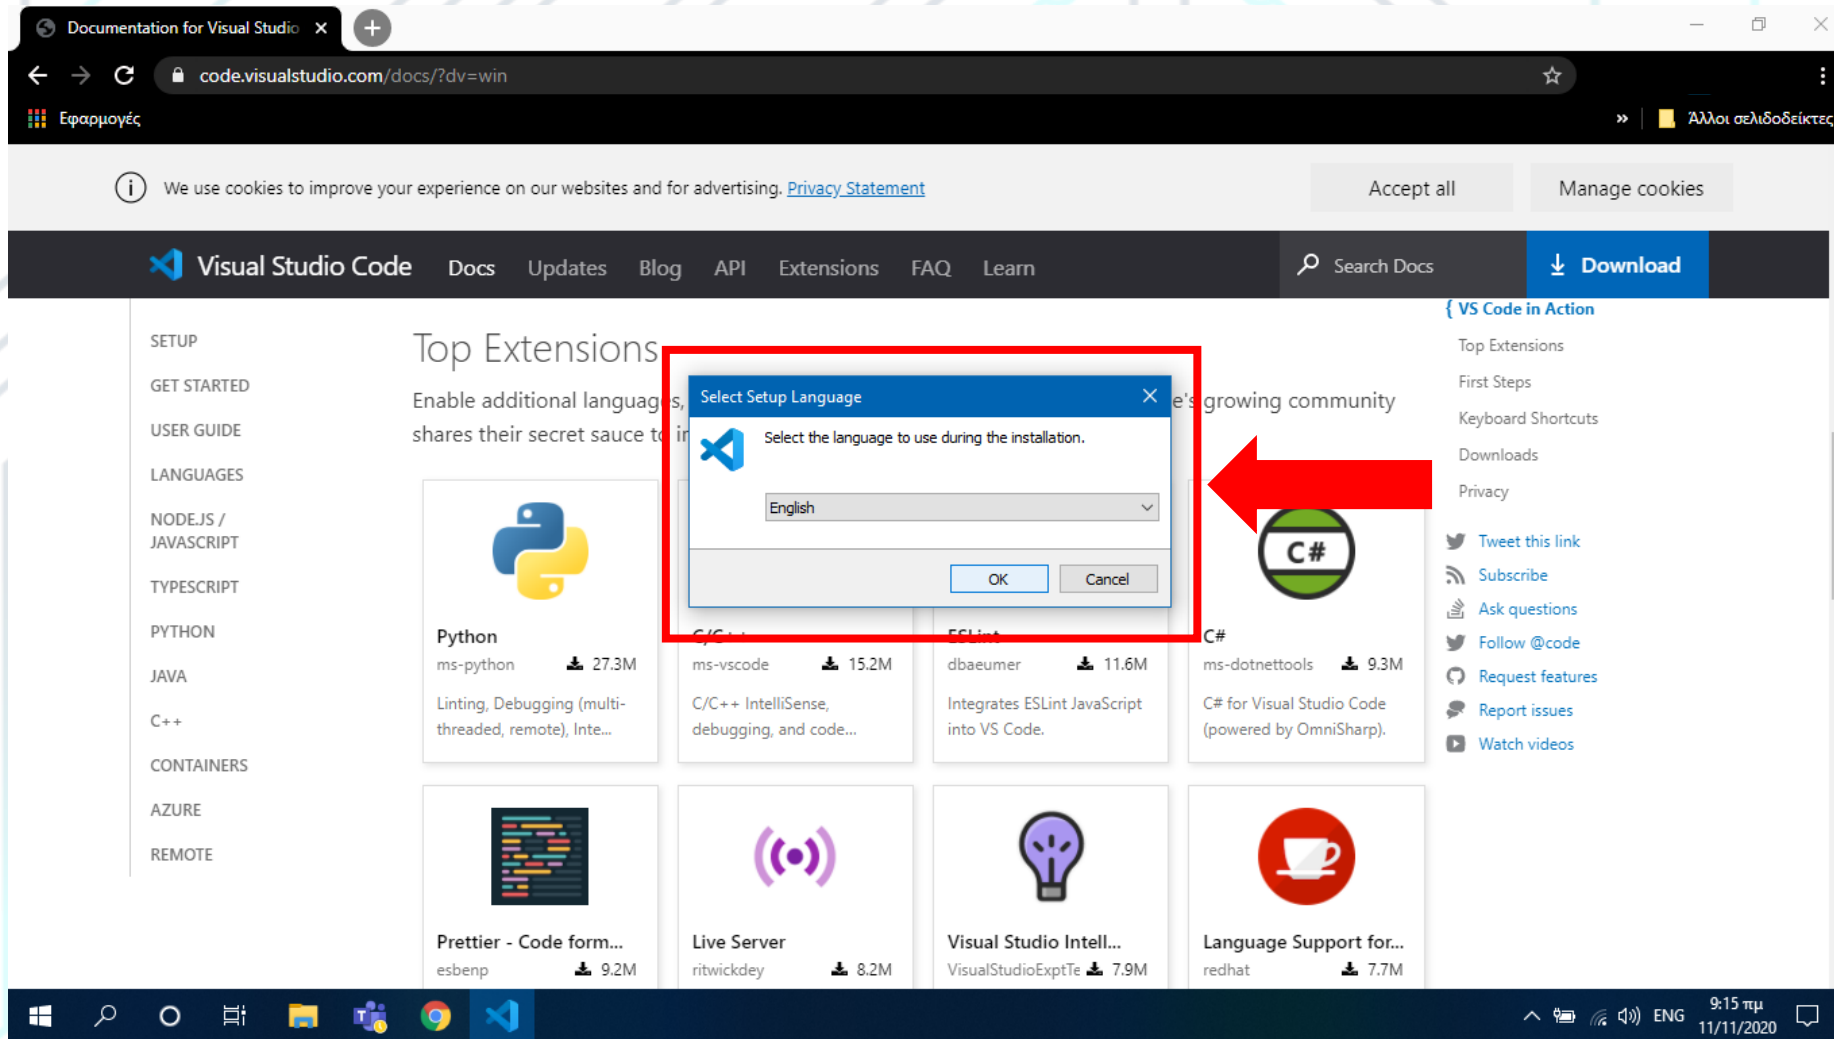 Documentation for Visual Studio
code.visualstudio.com/docs/?dv=win
Εφαρμογές
»
Άλλοι σελιδοδείκτες
We use cookies to improve your experience on our websites and for advertising. Privacy Statement
Accept all
Manage cookies
Visual Studio Code
Docs
Updates
Blog
API
Extensions
FAQ
Learn
Search Docs
Download
SETUP
GET STARTED
USER GUIDE
LANGUAGES
NODE.JS /
JAVASCRIPT
TYPESCRIPT
PYTHON
JAVA
C++
CONTAINERS
AZURE
REMOTE
Top Extensions
Enable additional languages,
e's growing community
shares their secret sauce to
Select Setup Language
Select the language to use during the installation.
English
OK
Cancel
C#
Python
ms-python 27.3M
Linting, Debugging (multi-
threaded, remote), Inte...
ms-vscode 15.2M
C/C++ IntelliSense,
debugging, and code...
ESLint
dbaeumer 11.6M
Integrates ESLint JavaScript
into VS Code.
C#
ms-dotnettools 9.3M
C# for Visual Studio Code
(powered by OmniSharp).
Prettier - Code form...
esbenp 9.2M
Live Server
ritwickdey 8.2M
Visual Studio Intell...
VisualStudioExptTe 7.9M
Language Support for...
redhat 7.7M
{ VS Code in Action
Top Extensions
First Steps
Keyboard Shortcuts
Downloads
Privacy
Tweet this link
Subscribe
Ask questions
Follow @code
Request features
Report issues
Watch videos
ENG
9:15 πμ
11/11/2020